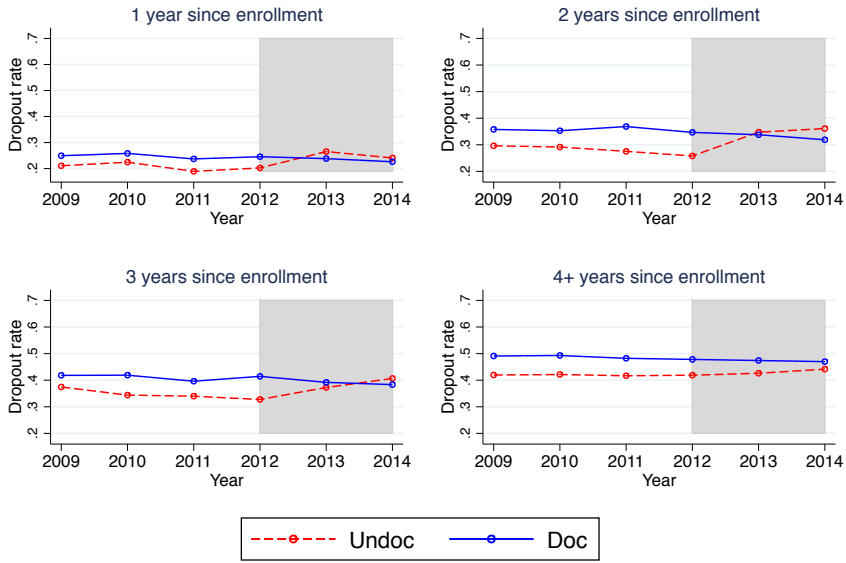 1 year since enrollment
Dropout rate
.2 .3 .4 .5 .6 .7
2009 2010 2011 2012 2013 2014
Year
2 years since enrollment
Dropout rate
.2 .3 .4 .5 .6 .7
2009 2010 2011 2012 2013 2014
Year
3 years since enrollment
Dropout rate
.2 .3 .4 .5 .6 .7
2009 2010 2011 2012 2013 2014
Year
4+ years since enrollment
Dropout rate
.2 .3 .4 .5 .6 .7
2009 2010 2011 2012 2013 2014
Year
Undoc Doc